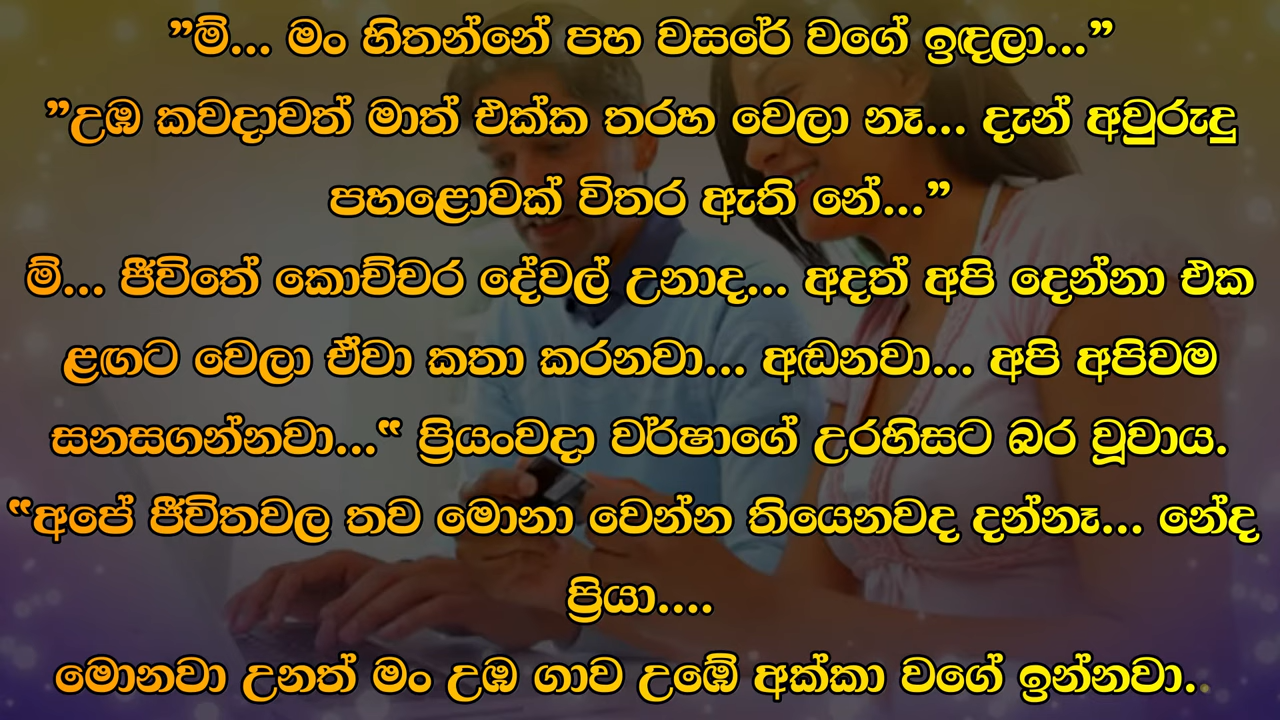 ”ම්... මං හිතන්නේ පහ වසරේ වගේ ඉඳලා...”
”උඹ කවදාවත් මාත් එක්ක තරහ වෙලා නෑ... දැන් අවුරුදු
පහළොවක් විතර ඇති නේ...”
ම්... ජීවිතේ කොච්චර දේවල් උනාද... අදත් අපි දෙන්නා එක
ළඟට වෙලා ඒවා කතා කරනවා... අඬනවා... අපි අපිවම
සනසගන්නවා...“ ප්‍රියංවදා වර්ෂාගේ උරහිසට බර වූවාය.
“අපේ ජීවිතවල තව මොනා වෙන්න තියෙනවද දන්නෑ... නේද
ප්‍රියා....
මොනවා උනත් මං උඹ ගාව උඹේ අක්කා වගේ ඉන්නවා..